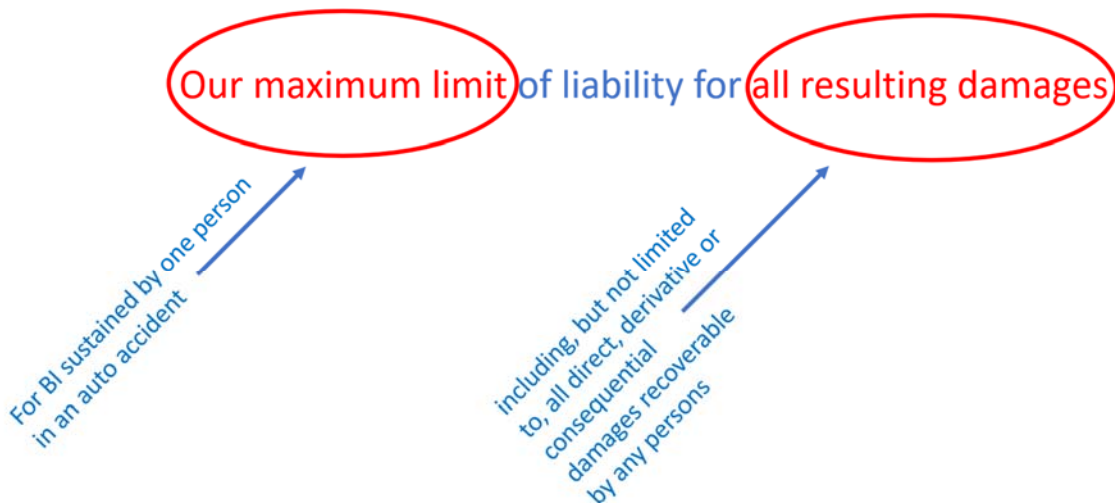 Our maximum limit of liability for all resulting damages
For BI sustained by one person
in an auto accident
including, but not limited
to, all direct, derivative or
consequential
damages recoverable
by any persons